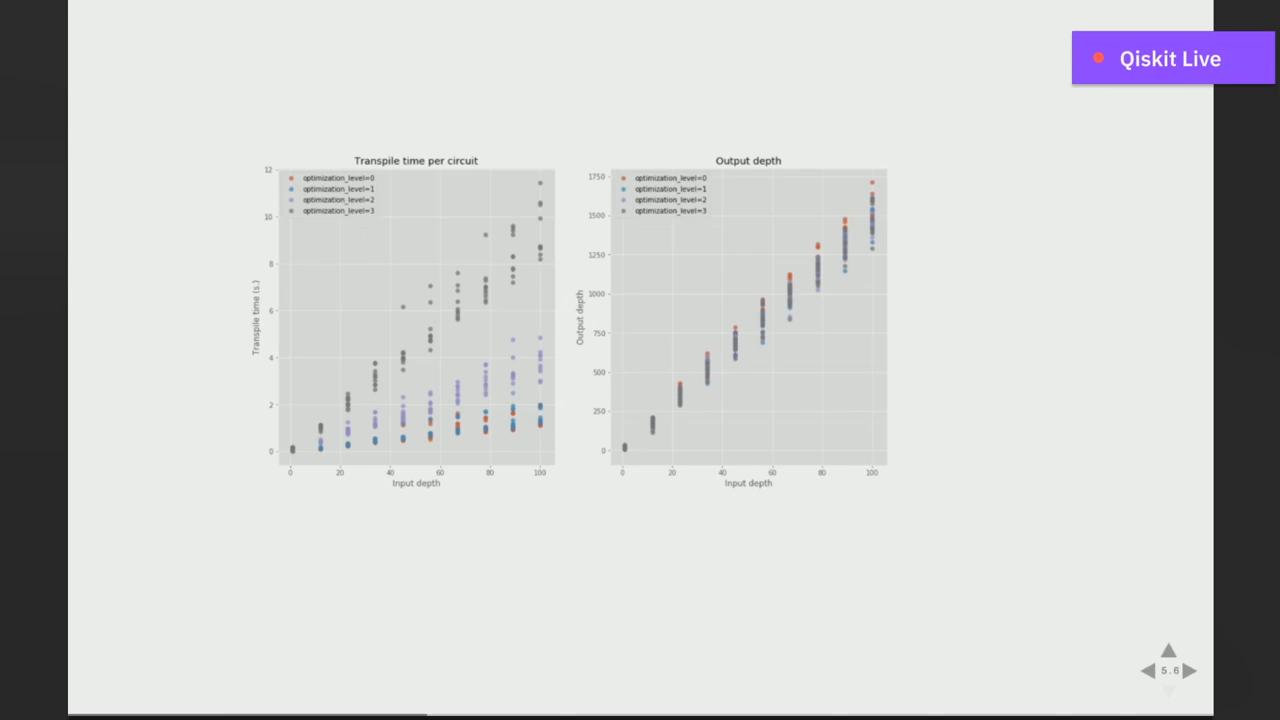 Qiskit Live
Transpile time per circuit
optimization_level=0
optimization_level=1
optimization_level=2
optimization_level=3
12
10
8
6
4
2
0
Transpile time (s.)
0 20 40 60 80 100
Input depth
Output depth
optimization_level=0
optimization_level=1
optimization_level=2
optimization_level=3
1750
1500
1250
1000
750
500
250
0
Output depth
0 20 40 60 80 100
Input depth
5.6